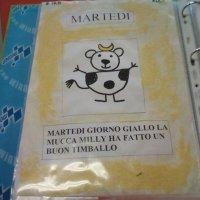 MARTEDI
MARTEDI GIORNO GIALLO LA
MUCCA MILLY HA FATTO UN
BUON TIMBALLO